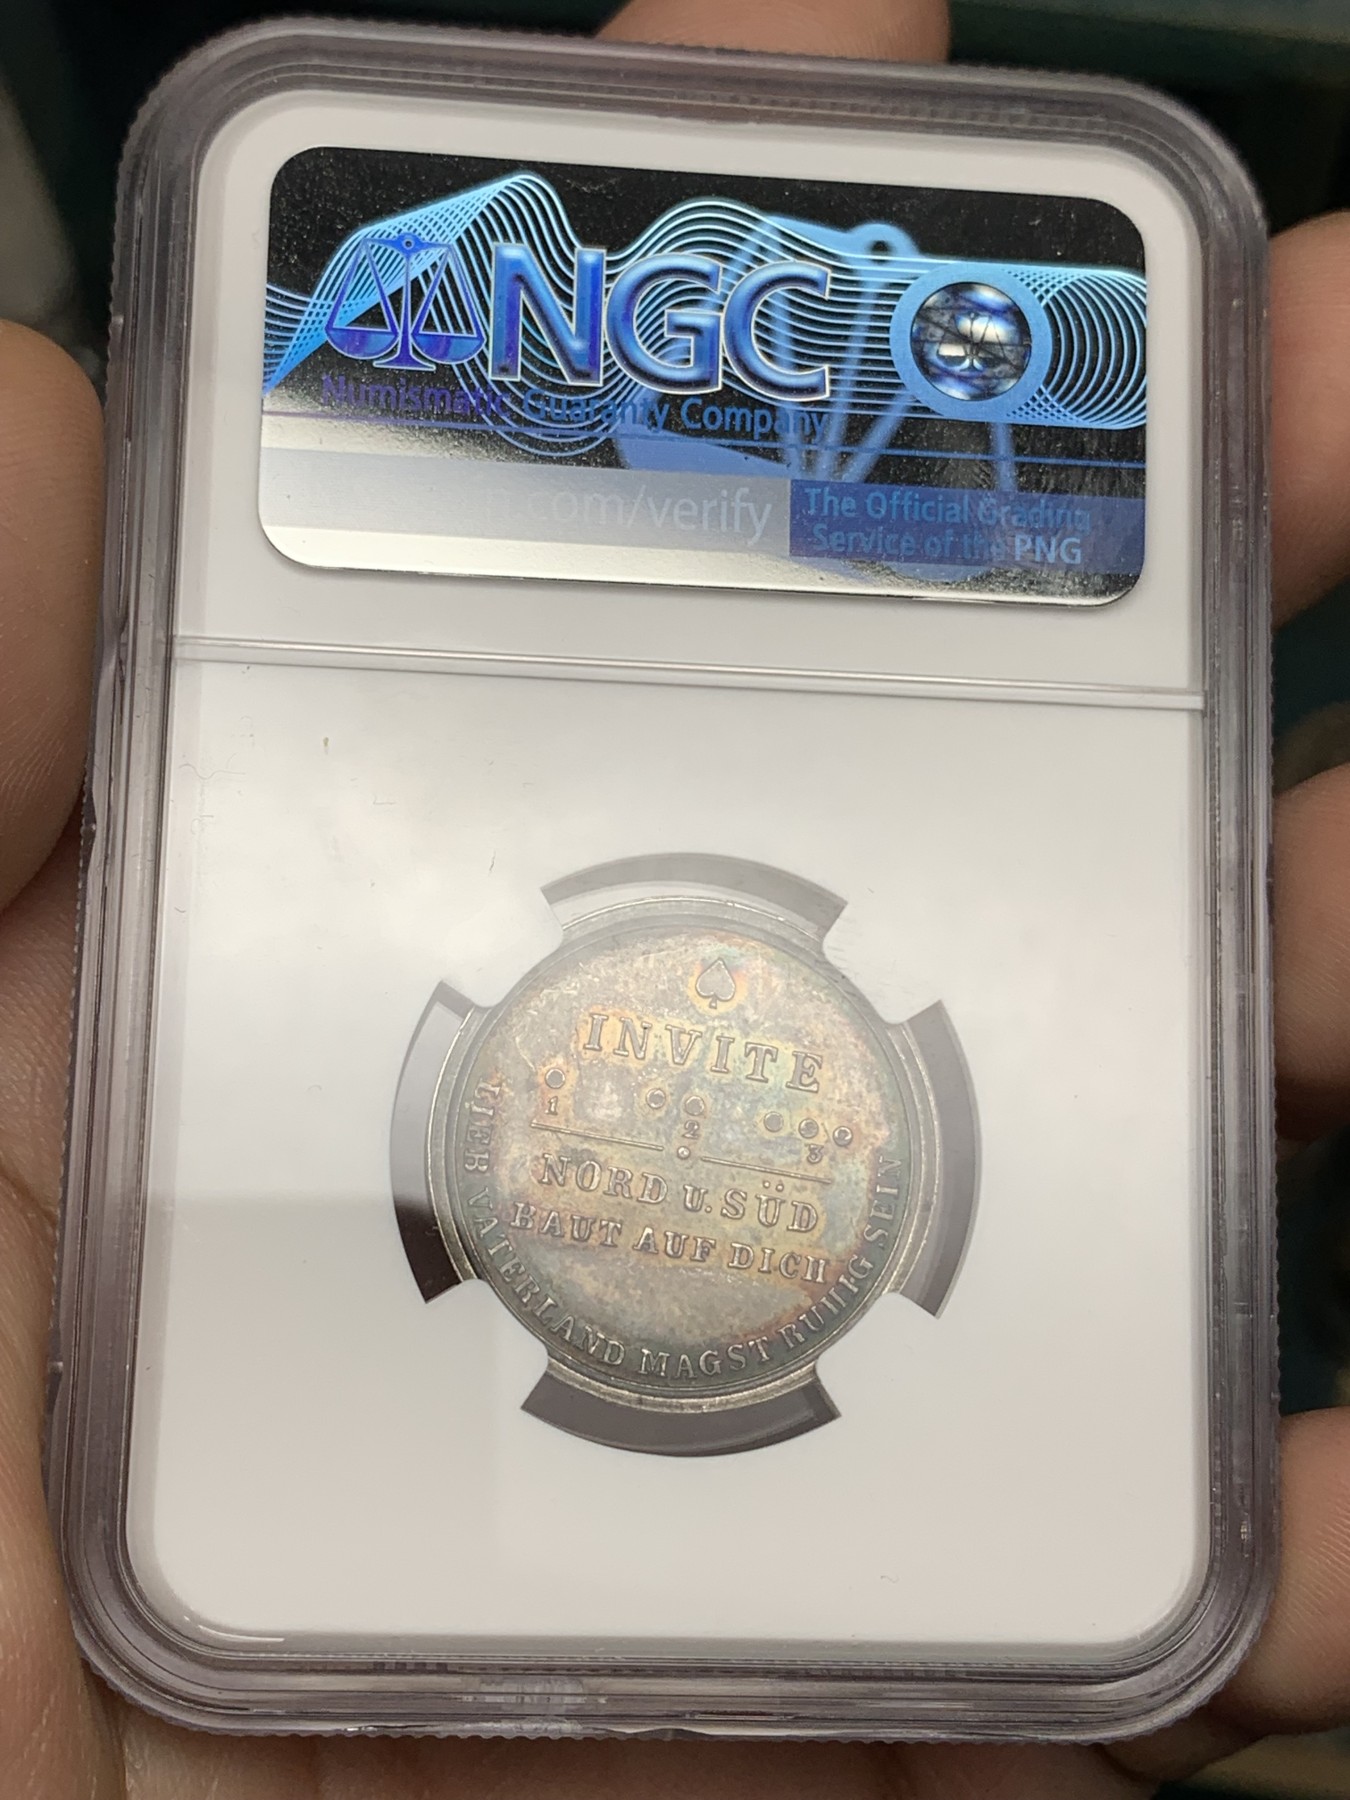 NGC
Numismatic Guaranty Company
.com/verify
The Official Grading
Service of the PNG
INVITE
1 2 3
NORD U. SÜD
BAUT AUF DICH
LIEB VATERLAND MAGST RUHIG SEIN